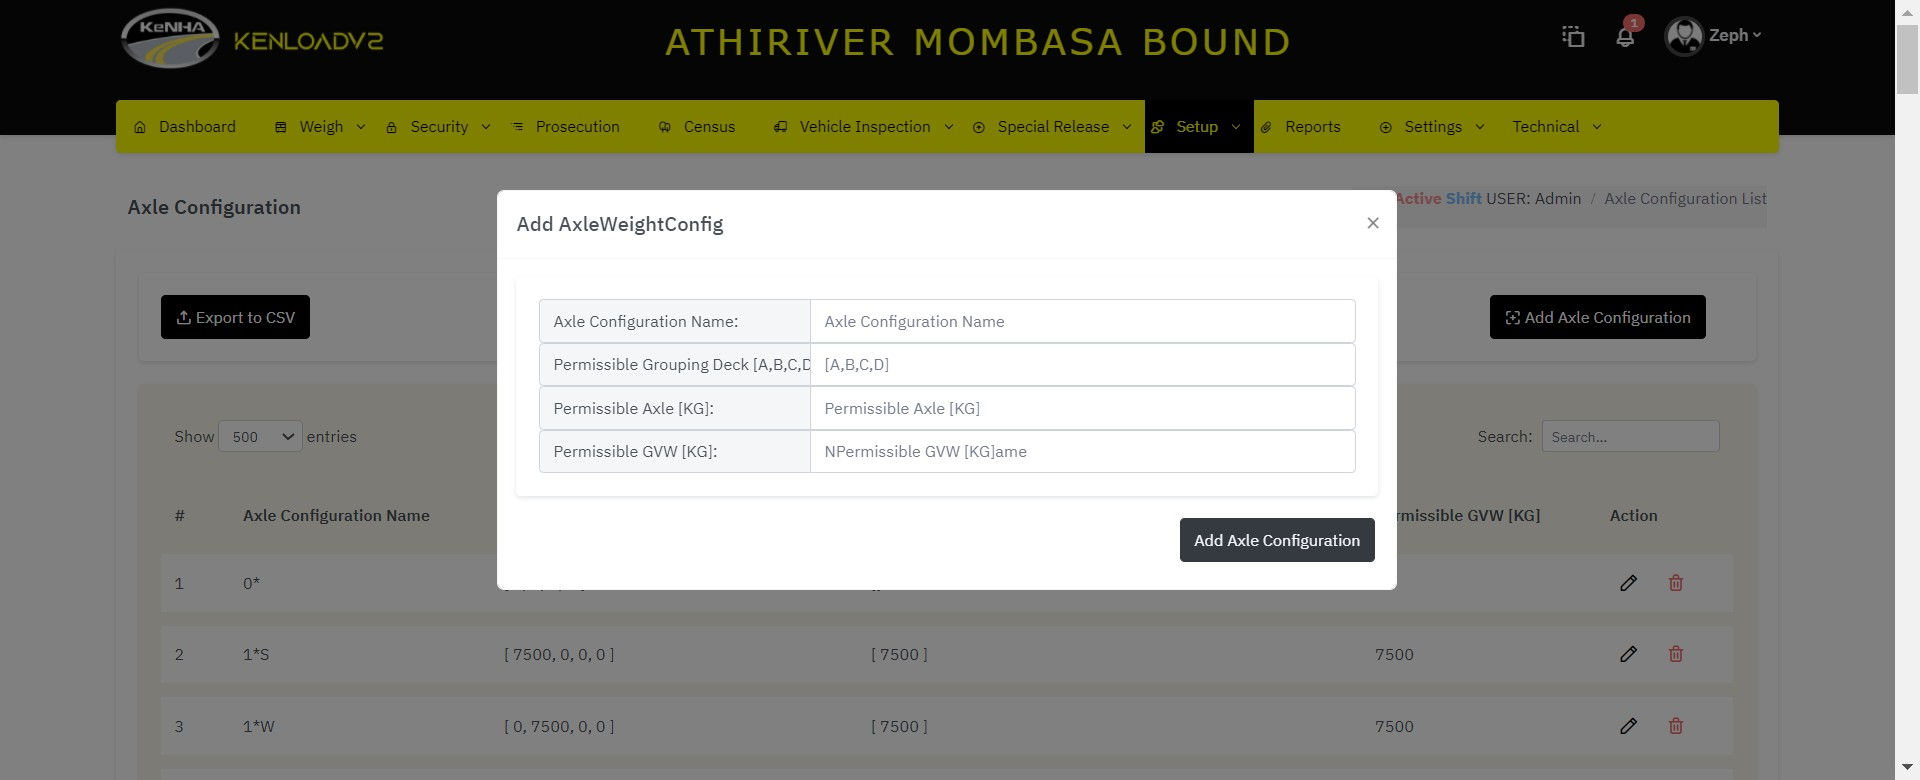 KeNHA KENLOADV2
ATHIRIVER MOMBASA BOUND
1
Zeph
Dashboard Weigh Security Prosecution Census Vehicle Inspection Special Release Setup Reports Settings Technical
Axle Configuration
Active Shift USER: Admin / Axle Configuration List
Add AxleWeightConfig
×
Export to CSV
Add Axle Configuration
Axle Configuration Name: Axle Configuration Name
Permissible Grouping Deck [A,B,C,D [A,B,C,D]
Permissible Axle [KG]: Permissible Axle [KG]
Permissible GVW [KG]: NPermissible GVW [KG]ame
Add Axle Configuration
Show 500 entries
Search: Search...
# Axle Configuration Name rmissible GVW [KG] Action
1 0*
2 1*S [ 7500, 0, 0, 0 ] [ 7500 ] 7500
3 1*W [ 0, 7500, 0, 0 ] [ 7500 ] 7500